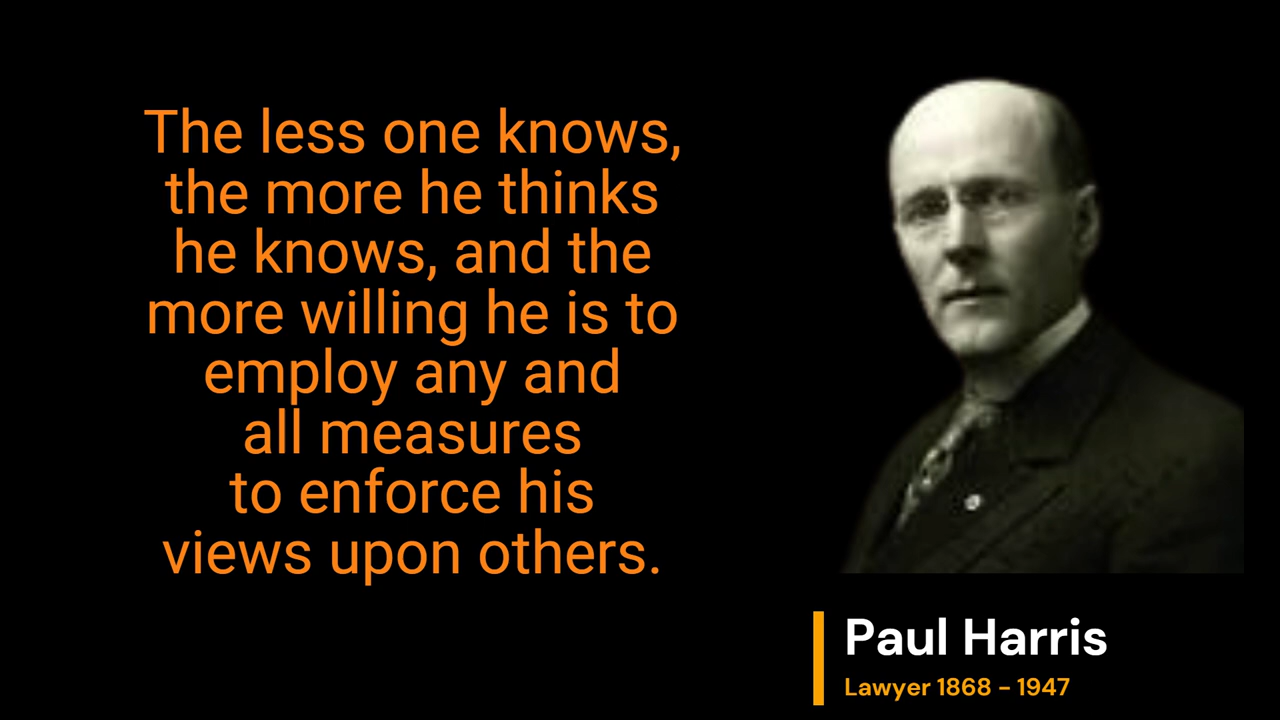 The less one knows,
the more he thinks
he knows, and the
more willing he is to
employ any and
all measures
to enforce his
views upon others.
Paul Harris
Lawyer 1868 - 1947